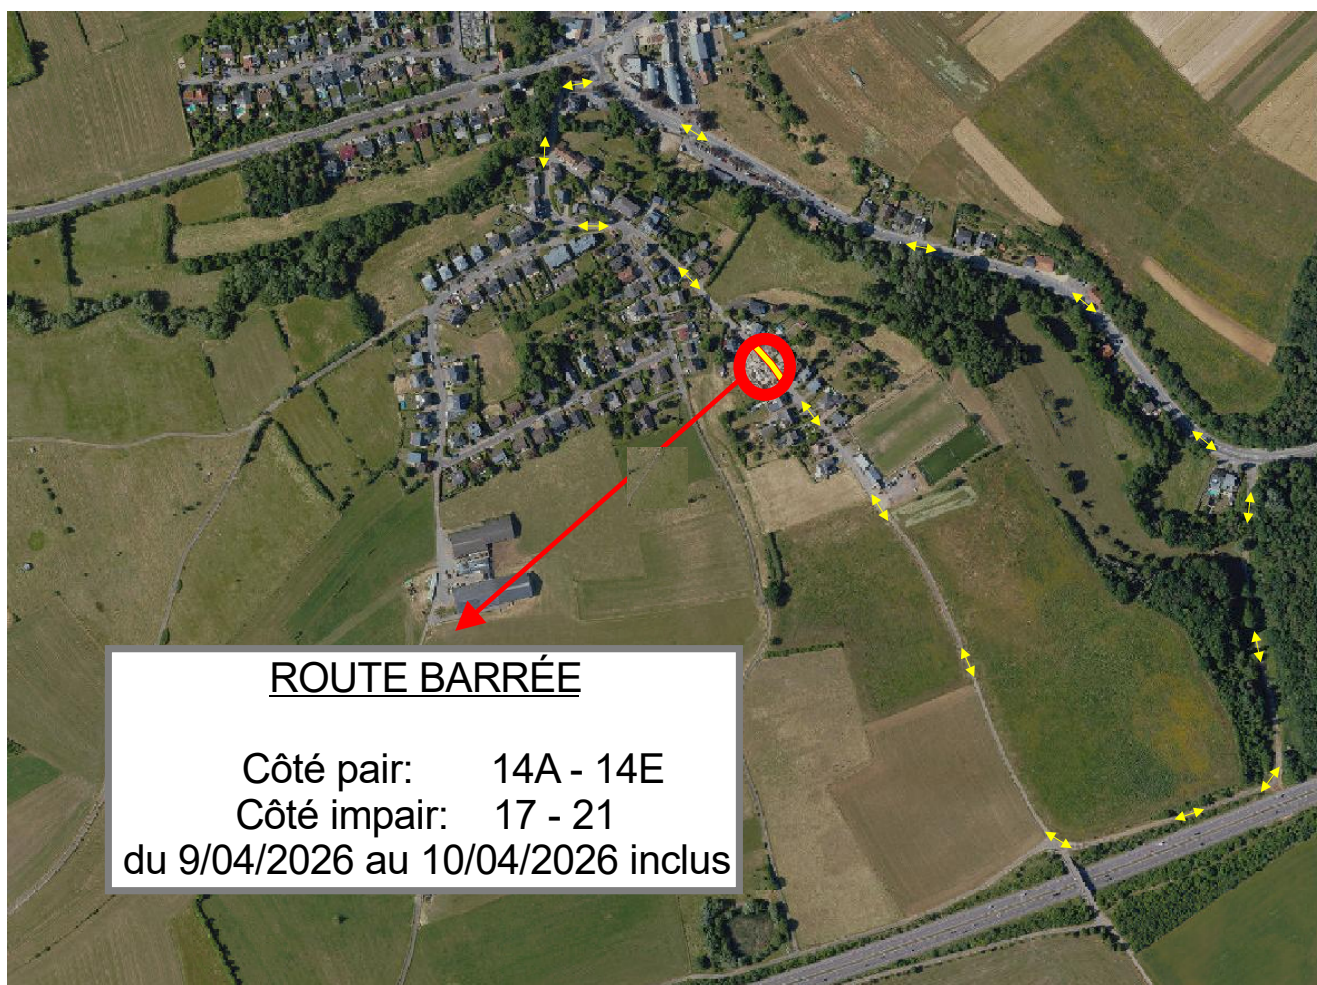 ROUTE BARRÉE
Côté pair: 14A - 14E
Côté impair: 17 - 21
du 9/04/2026 au 10/04/2026 inclus